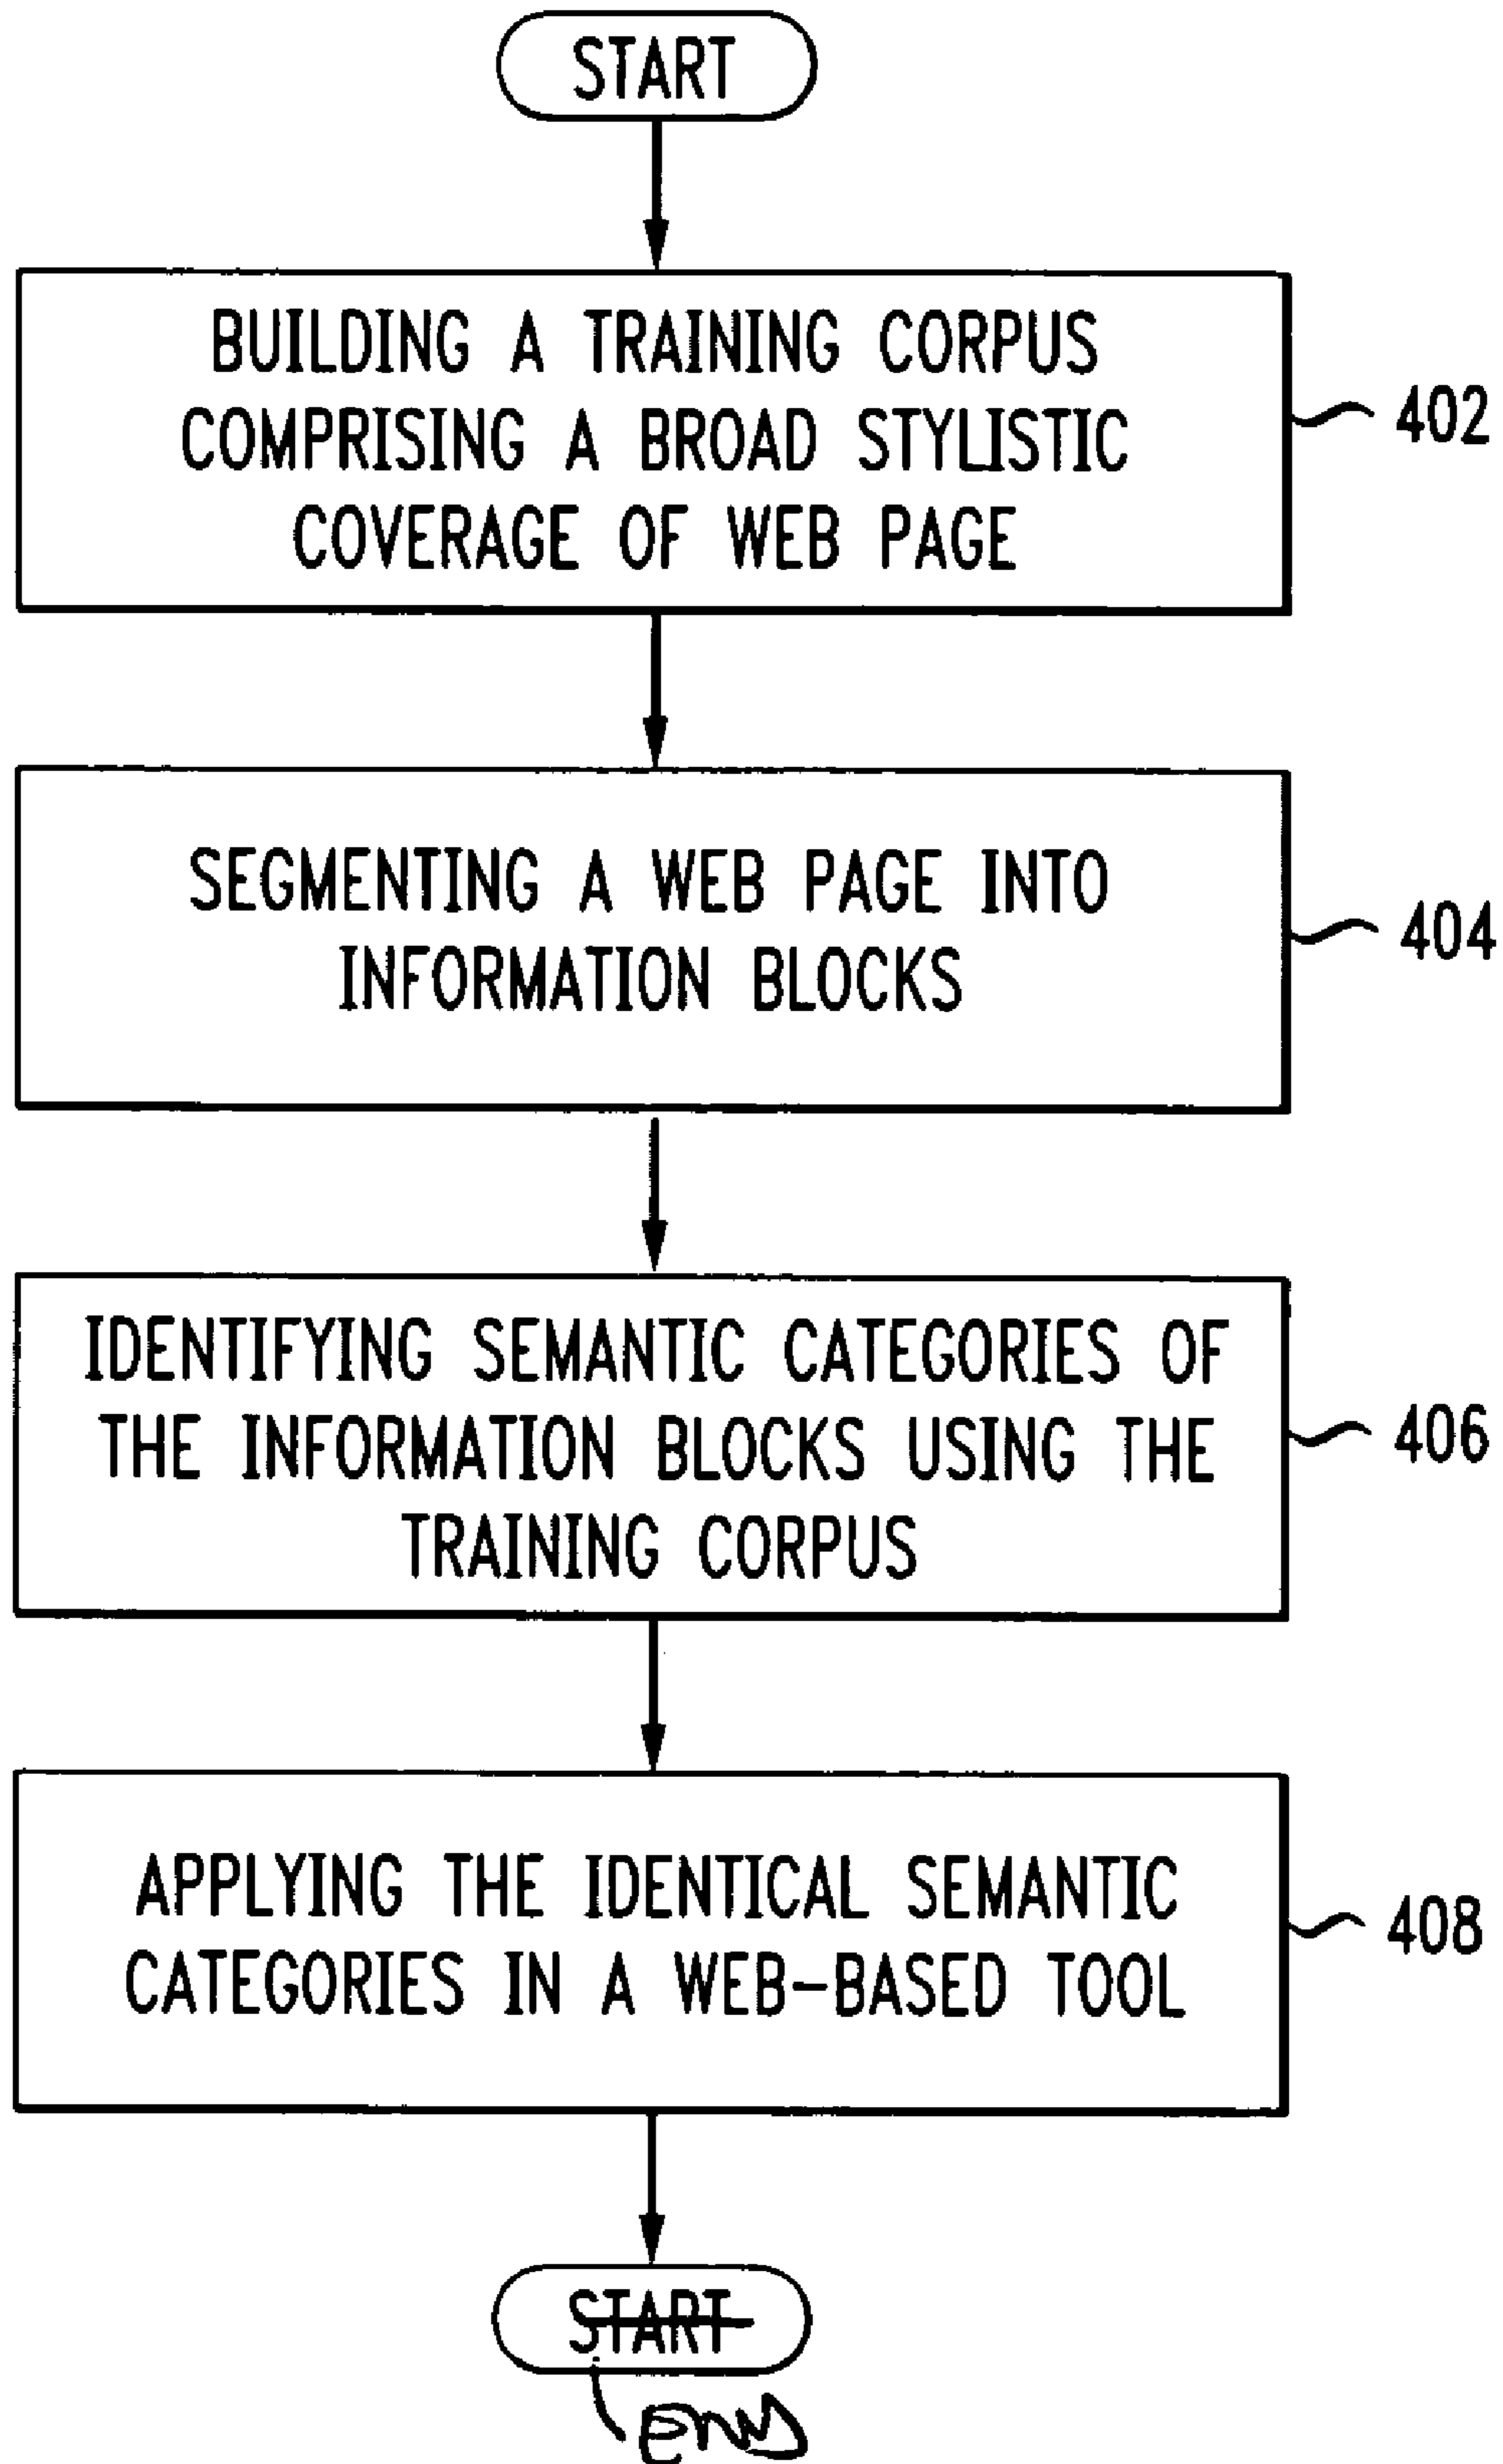 START
BUILDING A TRAINING CORPUS
COMPRISING A BROAD STYLISTIC
COVERAGE OF WEB PAGE
402
SEGMENTING A WEB PAGE INTO
INFORMATION BLOCKS
404
IDENTIFYING SEMANTIC CATEGORIES OF
THE INFORMATION BLOCKS USING THE
TRAINING CORPUS
406
APPLYING THE IDENTICAL SEMANTIC
CATEGORIES IN A WEB-BASED TOOL
408
START
END